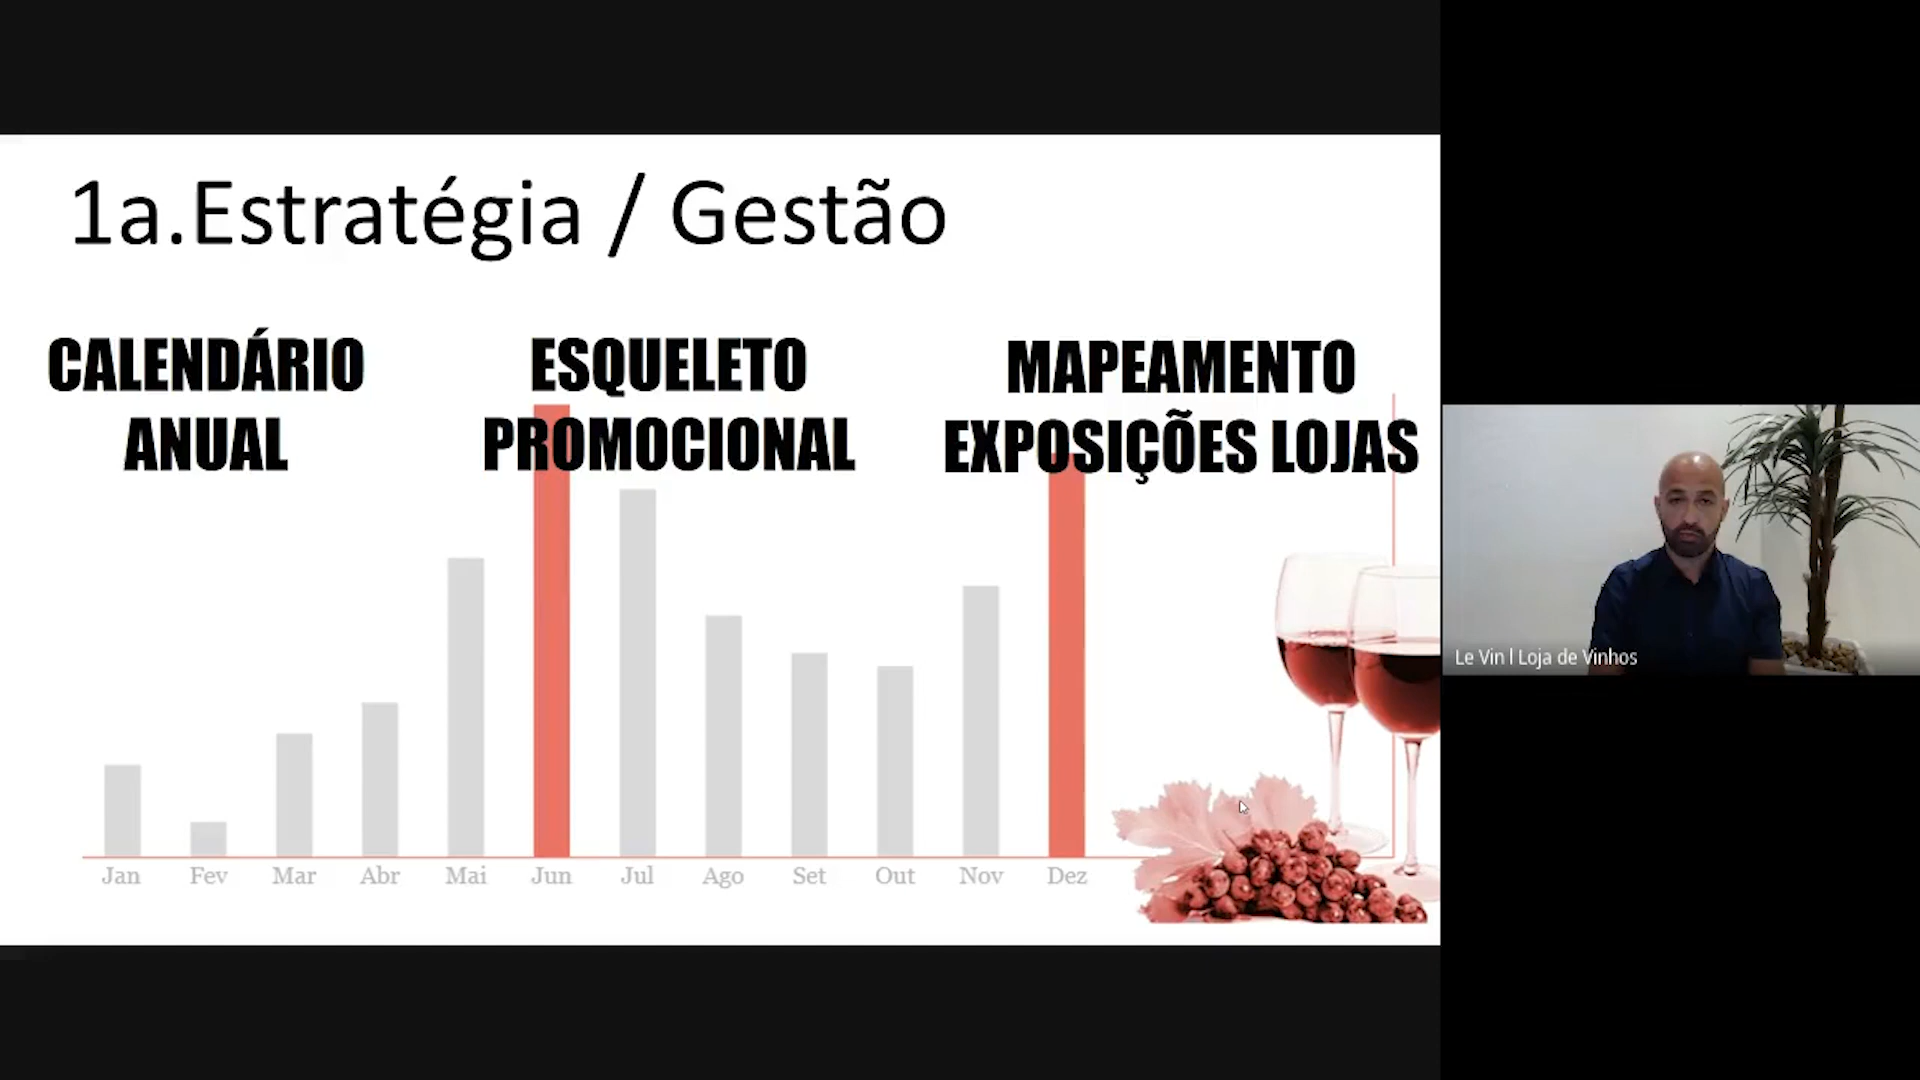 1a.Estratégia / Gestão
CALENDÁRIO
ANUAL
ESQUELETO
PROMOCIONAL
MAPEAMENTO
EXPOSIÇÕES LOJAS
Jan Fev Mar Abr Mai Jun Jul Ago Set Out Nov Dez
Le Vin l Loja de Vinhos